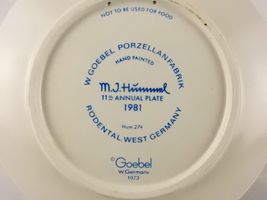 NOT TO BE USED FOR FOOD
W. GOEBEL PORZELLANFABRIK
HAND PAINTED
M.J. Hummel
11th ANNUAL PLATE
1981
Hum 274
RODENTAL, WEST GERMANY
© Goebel
W. Germany
1973